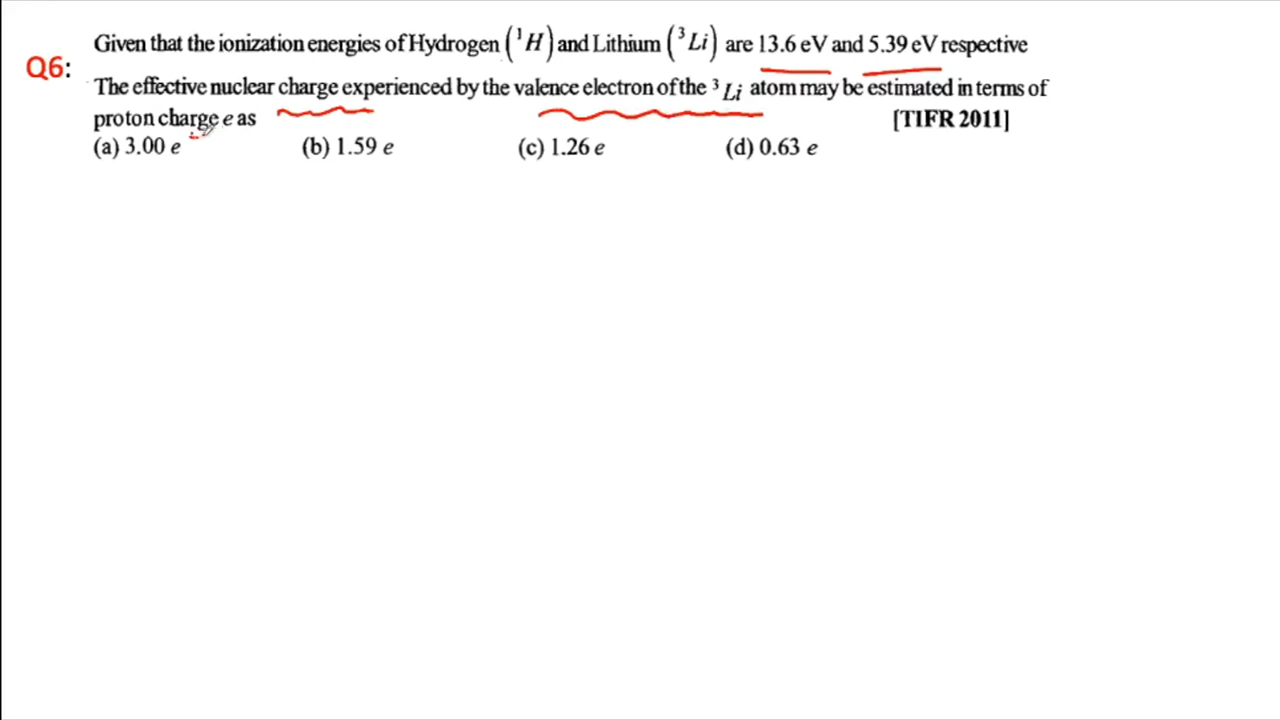 Given that the ionization energies of Hydrogen (¹H) and Lithium (³Li) are 13.6 eV and 5.39 eV respective
Q6:
The effective nuclear charge experienced by the valence electron of the ³Li atom may be estimated in terms of
proton charge e as [TIFR 2011]
(a) 3.00 e (b) 1.59 e (c) 1.26 e (d) 0.63 e